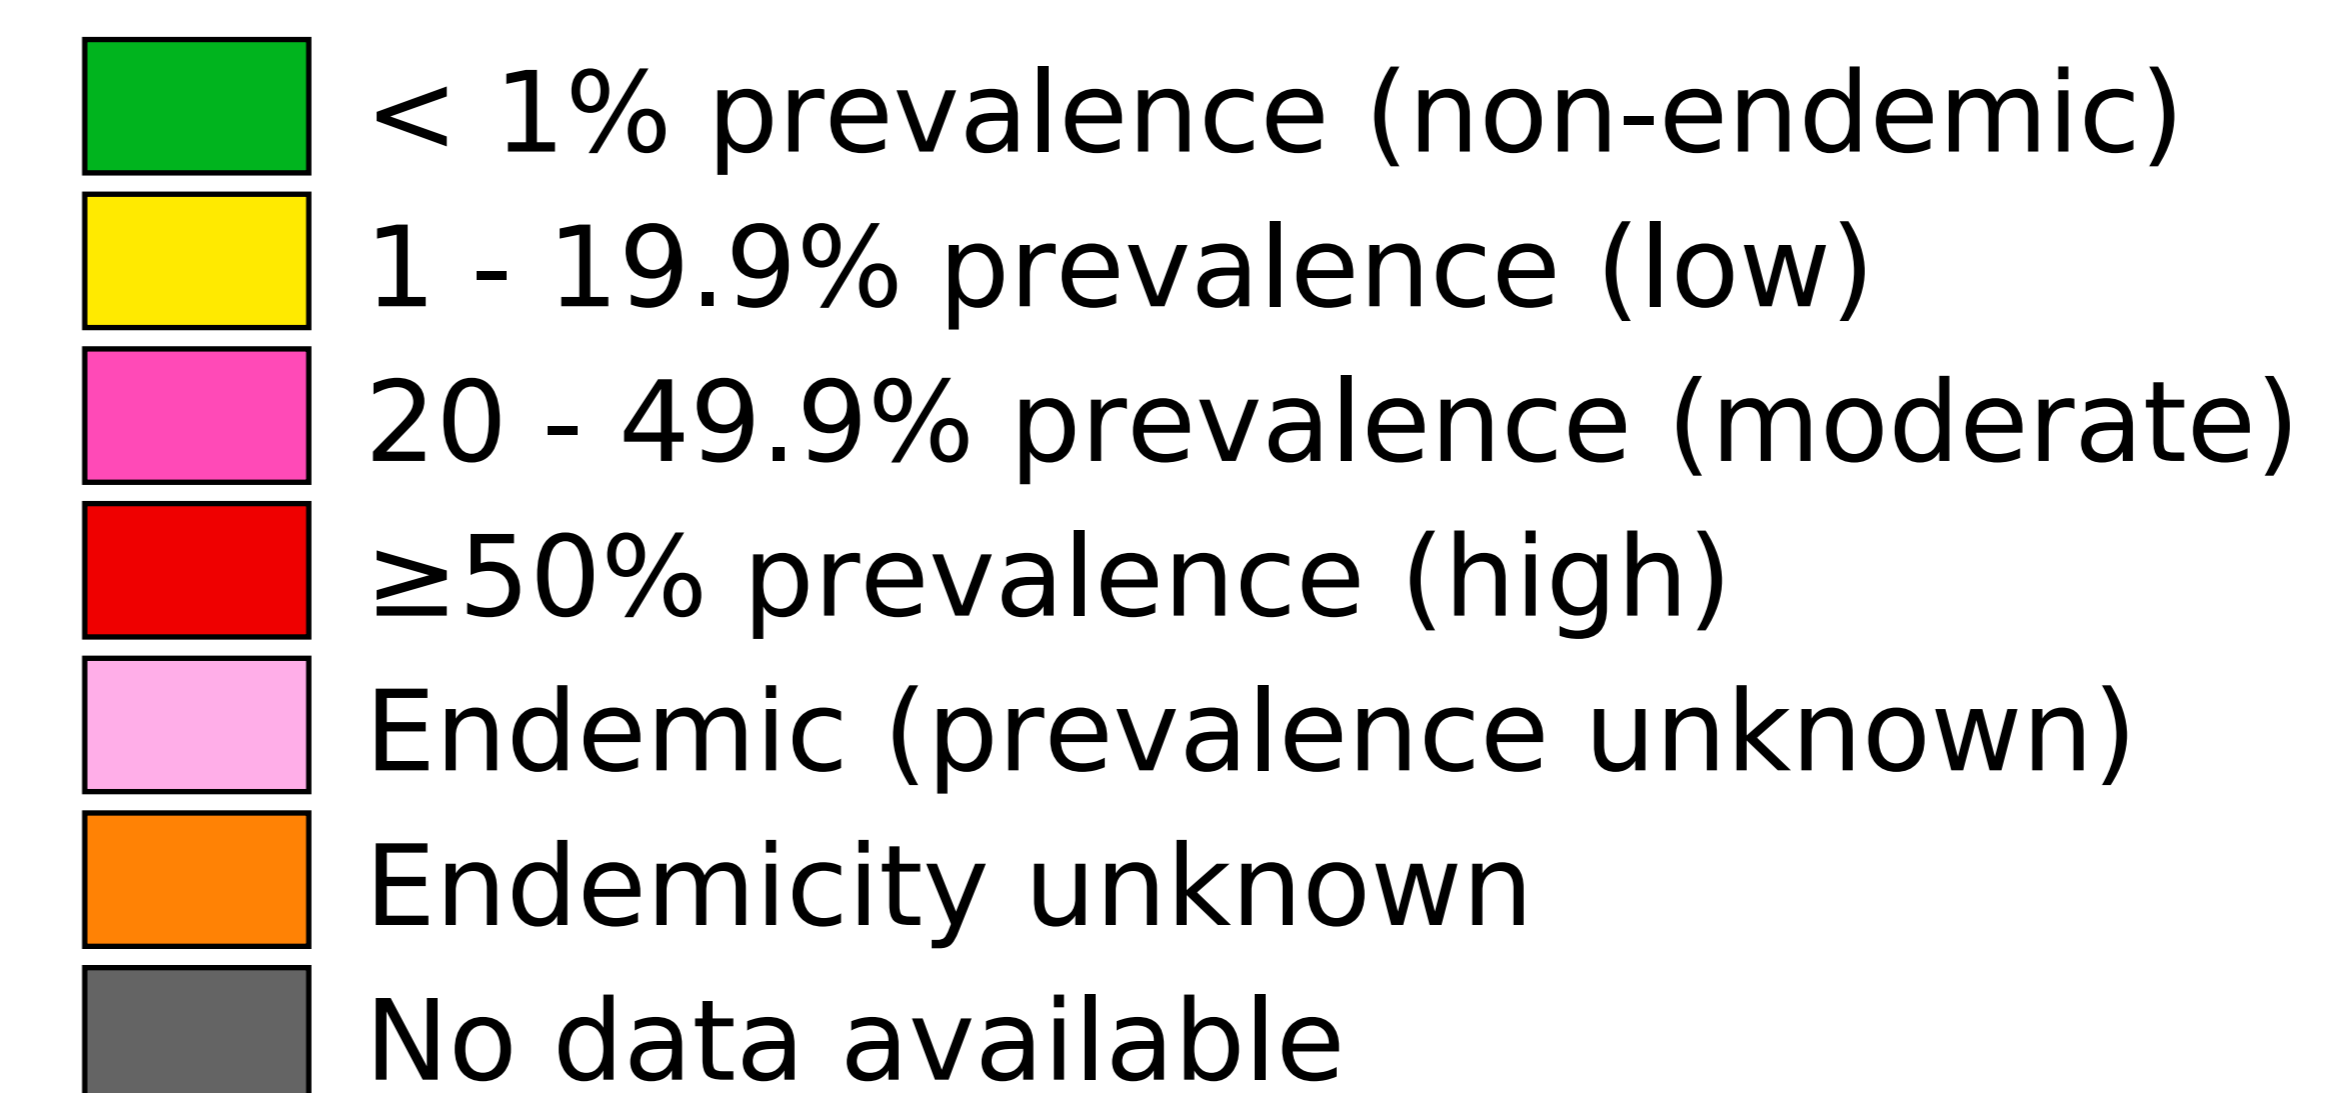 < 1% prevalence (non-endemic)
1 - 19.9% prevalence (low)
20 - 49.9% prevalence (moderate)
≥50% prevalence (high)
Endemic (prevalence unknown)
Endemicity unknown
No data available